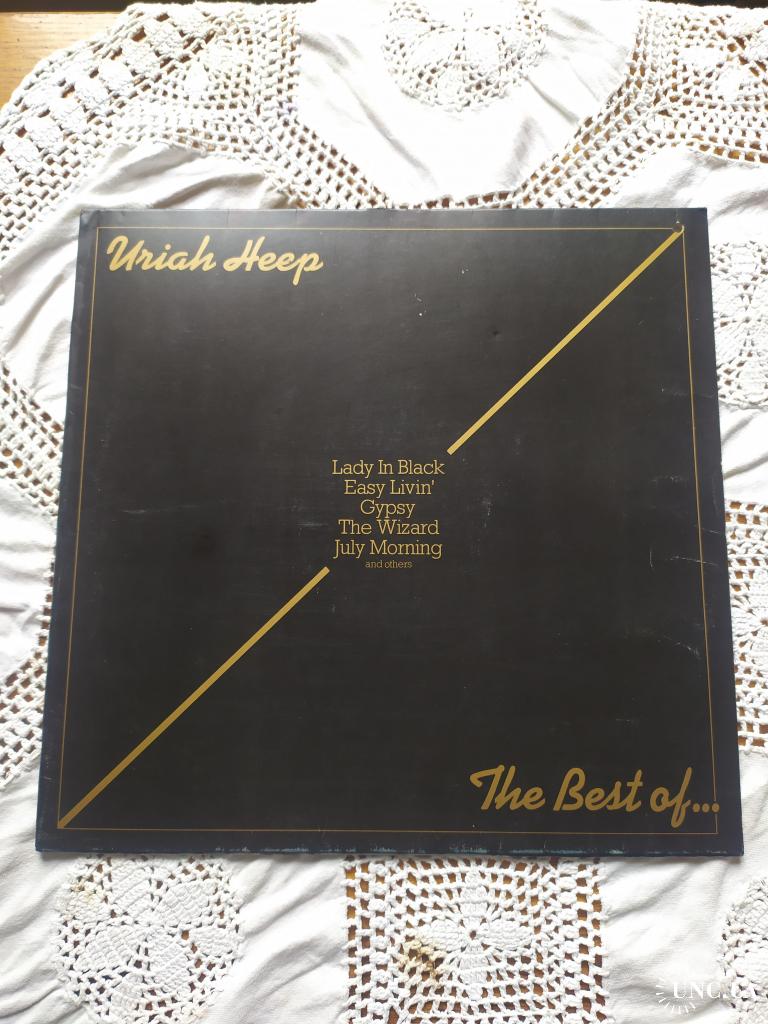 Uriah Heep
Lady In Black
Easy Livin'
Gypsy
The Wizard
July Morning
and others
The Best of...
UNC.UA